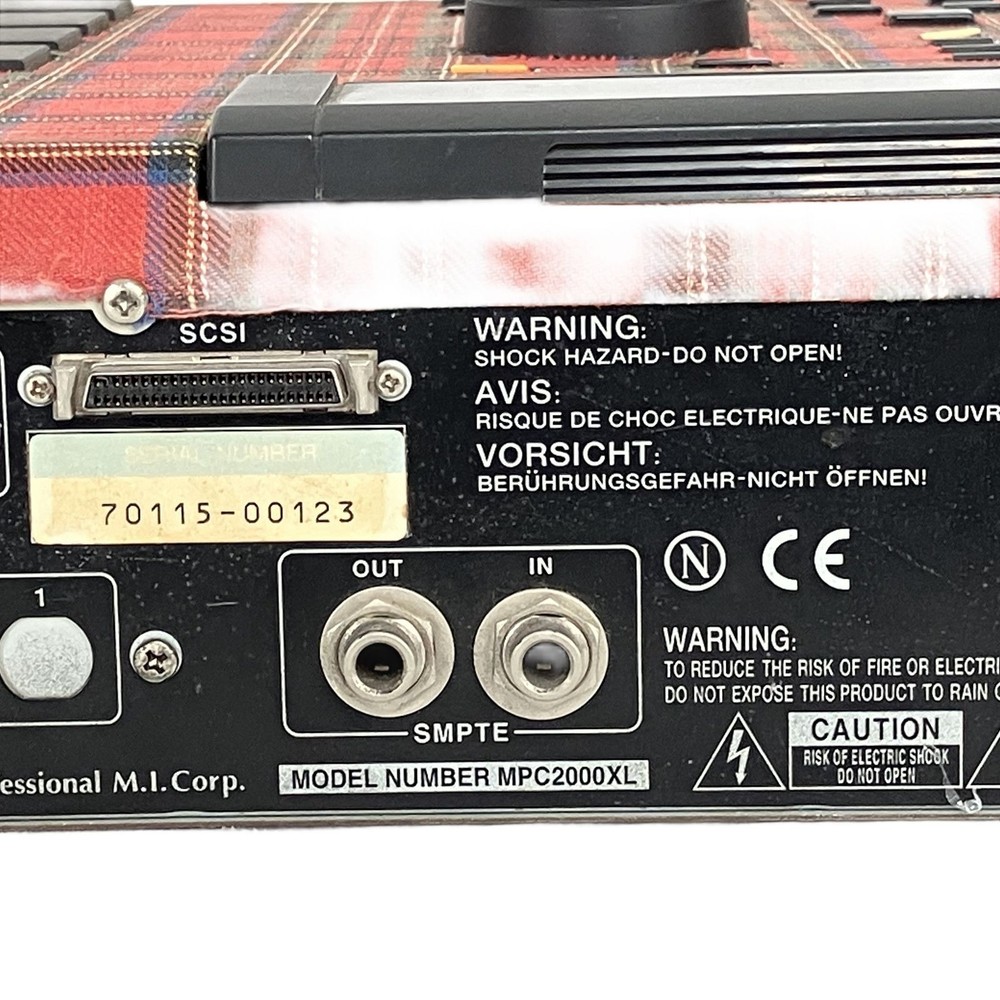 SCSI
SERIAL NUMBER
70115-00123
WARNING:
SHOCK HAZARD-DO NOT OPEN!
AVIS:
RISQUE DE CHOC ELECTRIQUE-NE PAS OUVR
VORSICHT:
BERÜHRUNGSGEFAHR-NICHT ÖFFNEN!
1
OUT IN
SMPTE
N CE
WARNING:
TO REDUCE THE RISK OF FIRE OR ELECTRI
DO NOT EXPOSE THIS PRODUCT TO RAIN
CAUTION
RISK OF ELECTRIC SHOCK
DO NOT OPEN
essional M.I.Corp.
MODEL NUMBER MPC2000XL